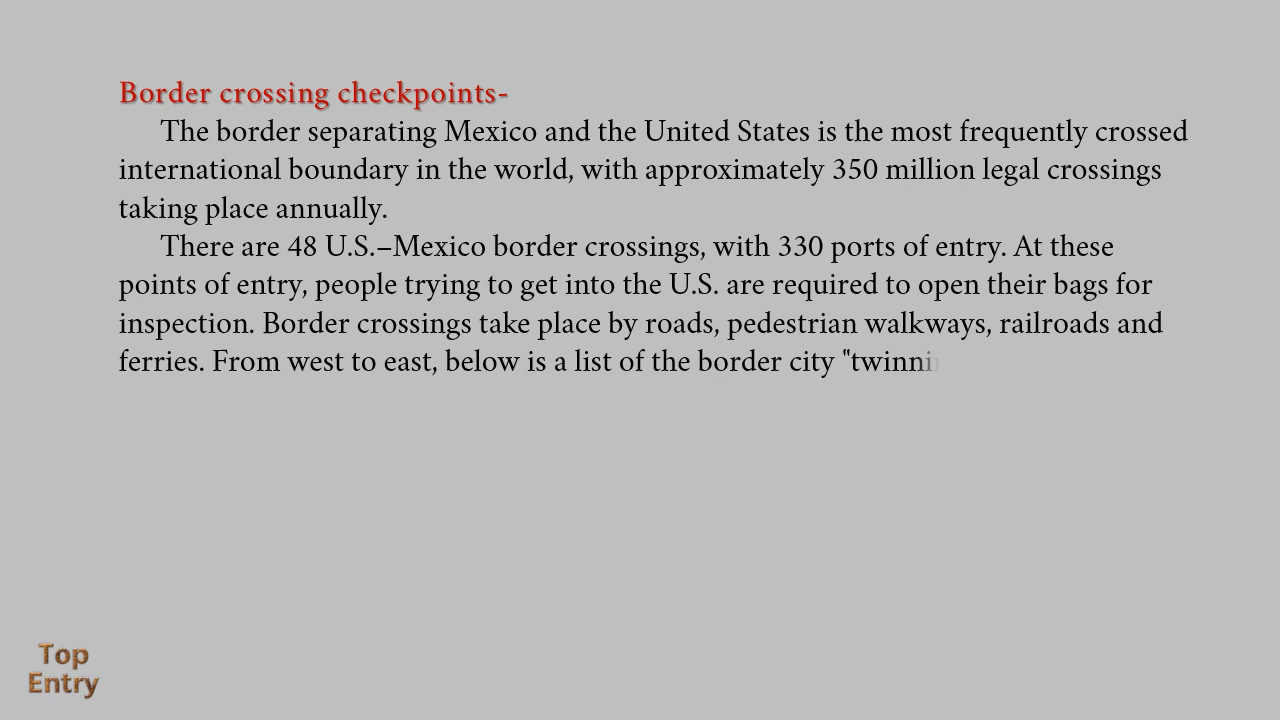 Border crossing checkpoints-
The border separating Mexico and the United States is the most frequently crossed
international boundary in the world, with approximately 350 million legal crossings
taking place annually.
There are 48 U.S.–Mexico border crossings, with 330 ports of entry. At these
points of entry, people trying to get into the U.S. are required to open their bags for
inspection. Border crossings take place by roads, pedestrian walkways, railroads and
ferries. From west to east, below is a list of the border city "twinni
Top
Entry